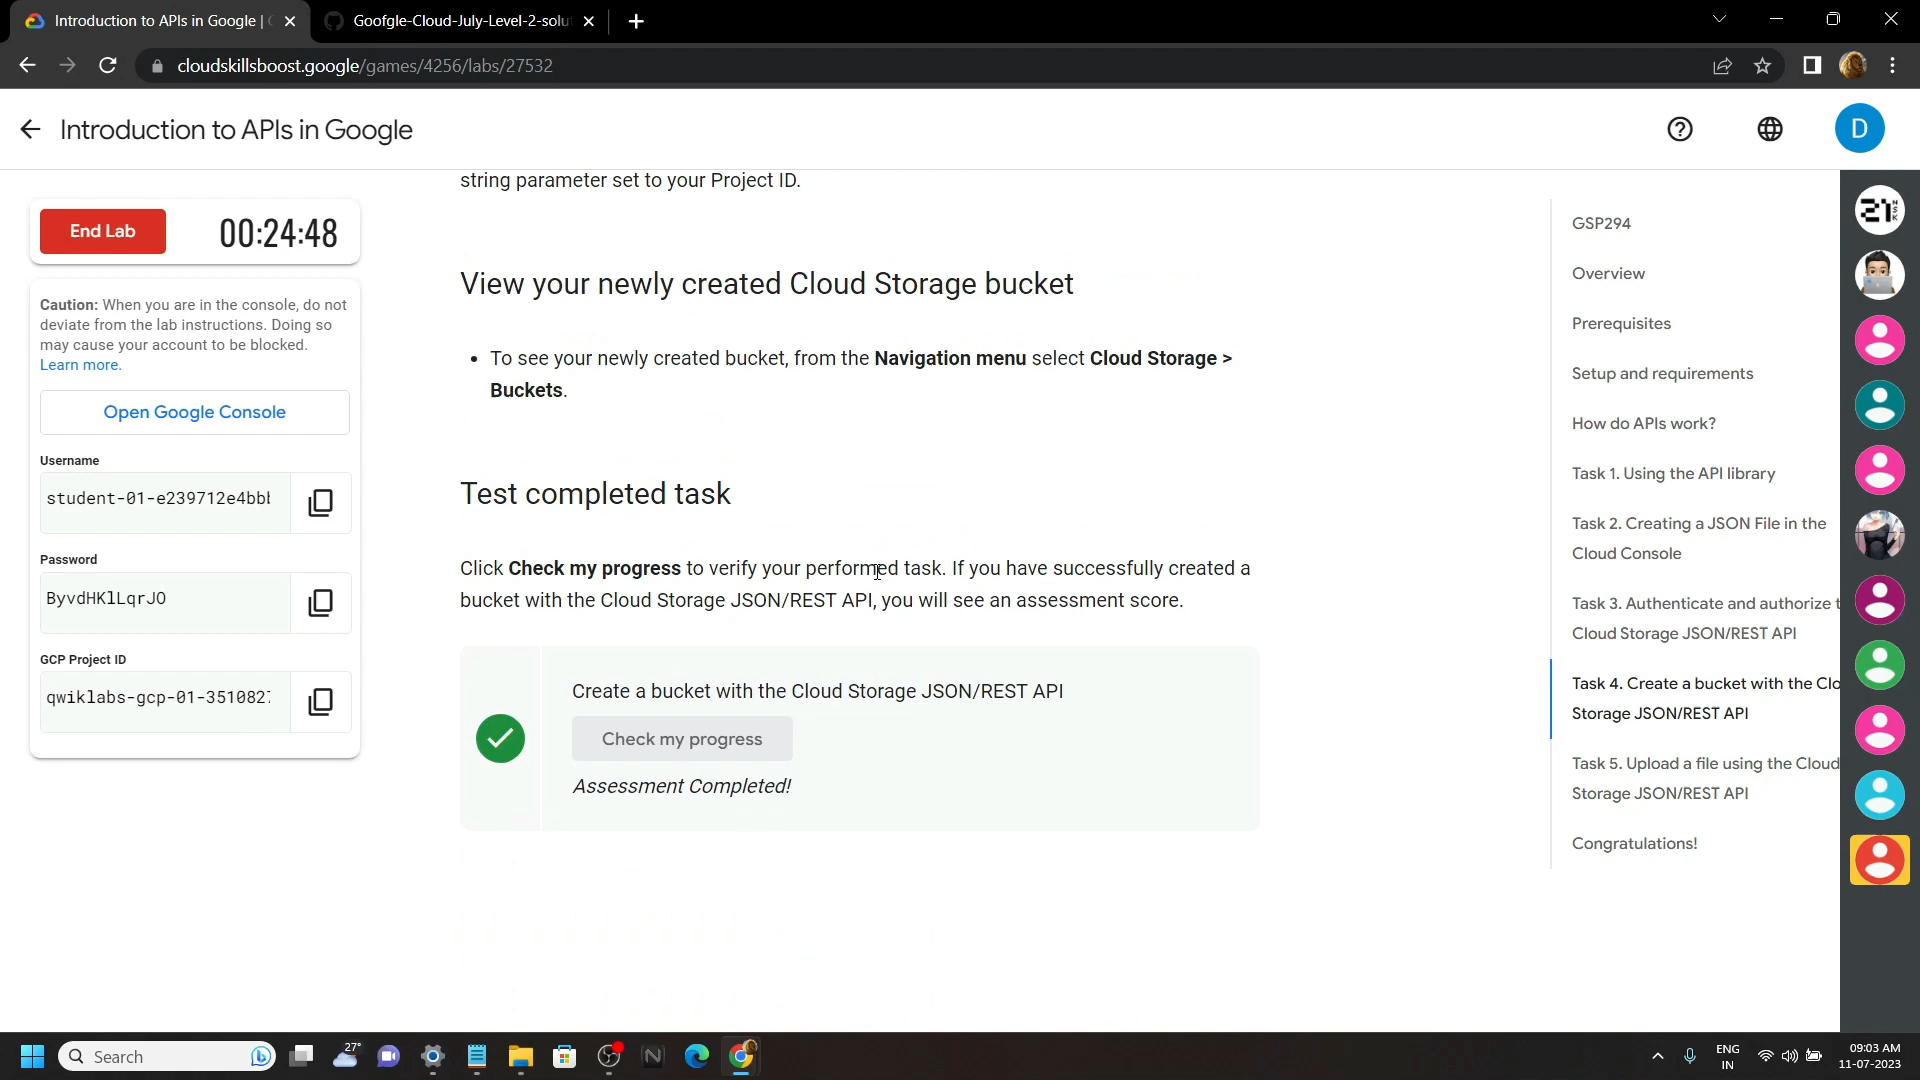 Introduction to APIs in Google |
Goofgle-Cloud-July-Level-2-solu
cloudskillsboost.google/games/4256/labs/27532
Introduction to APIs in Google
D
End Lab
00:24:48
Caution: When you are in the console, do not
deviate from the lab instructions. Doing so
may cause your account to be blocked.
Learn more.
Open Google Console
Username
student-01-e239712e4bbb
Password
ByvdHKlLqrJO
GCP Project ID
qwiklabs-gcp-01-3510827
string parameter set to your Project ID.
View your newly created Cloud Storage bucket
• To see your newly created bucket, from the Navigation menu select Cloud Storage >
Buckets.
Test completed task
Click Check my progress to verify your performed task. If you have successfully created a
bucket with the Cloud Storage JSON/REST API, you will see an assessment score.
Create a bucket with the Cloud Storage JSON/REST API
Check my progress
Assessment Completed!
GSP294
Overview
Prerequisites
Setup and requirements
How do APIs work?
Task 1. Using the API library
Task 2. Creating a JSON File in the
Cloud Console
Task 3. Authenticate and authorize t
Cloud Storage JSON/REST API
Task 4. Create a bucket with the Clo
Storage JSON/REST API
Task 5. Upload a file using the Cloud
Storage JSON/REST API
Congratulations!
21
Search
27°
ENG
IN
09:03 AM
11-07-2023